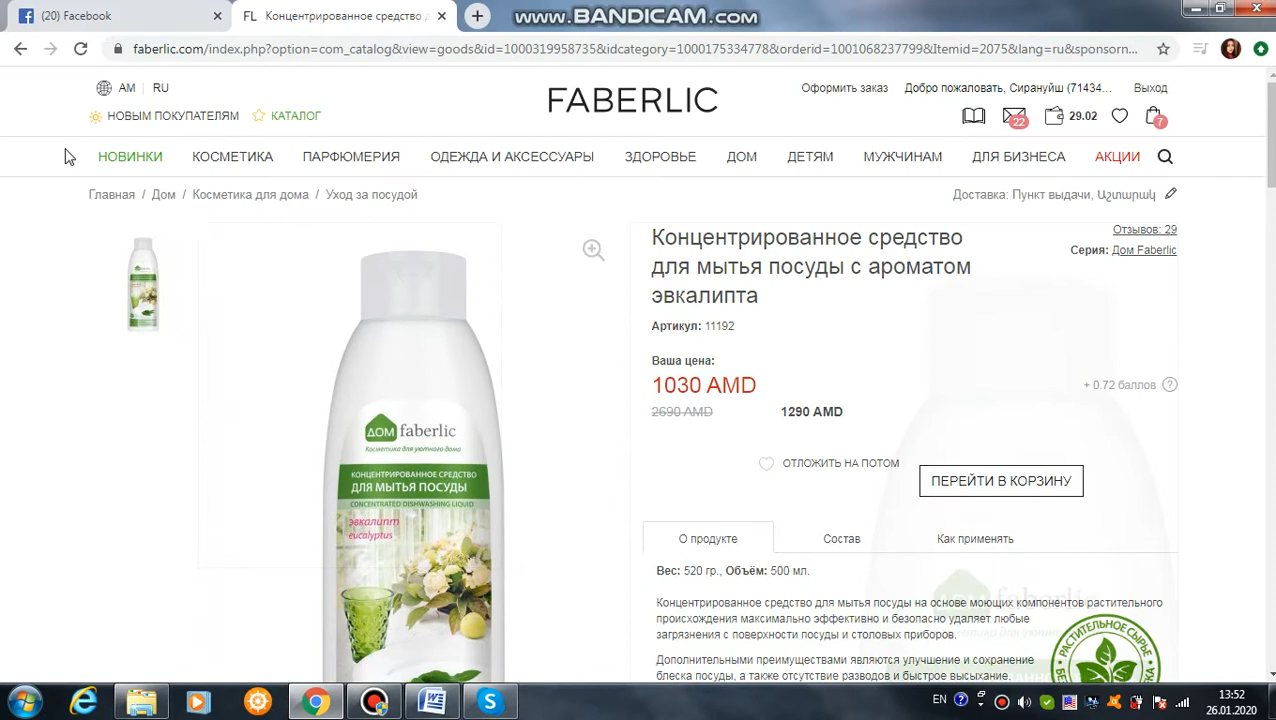 (20) Facebook
FL Концентрированное средство д
WWW.BANDICAM.COM
faberlic.com/index.php?option=com_catalog&view=goods&id=1000319958735&idcategory=1000175334778&orderid=1001068237799&Itemid=2075&lang=ru&sponsorn...
AM RU
НОВЫМ ПОКУПАТЕЛЯМ КАТАЛОГ
FABERLIC
Оформить заказ Добро пожаловать, Сирануйш (71434... Выход
22 29.02 7
НОВИНКИ КОСМЕТИКА ПАРФЮМЕРИЯ ОДЕЖДА И АКСЕССУАРЫ ЗДОРОВЬЕ ДОМ ДЕТЯМ МУЖЧИНАМ ДЛЯ БИЗНЕСА АКЦИИ
Главная / Дом / Косметика для дома / Уход за посудой
Доставка: Пункт выдачи, Աշտարակ
Концентрированное средство
для мытья посуды с ароматом
эвкалипта
Отзывов: 29
Серия: Дом Faberlic
Артикул: 11192
Ваша цена:
1030 AMD
+ 0.72 баллов ?
2690 AMD 1290 AMD
ОТЛОЖИТЬ НА ПОТОМ
ПЕРЕЙТИ В КОРЗИНУ
О продукте Состав Как применять
Вес: 520 гр., Объём: 500 мл.
Концентрированное средство для мытья посуды на основе моющих компонентов растительного
происхождения максимально эффективно и безопасно удаляет любые
загрязнения с поверхности посуды и столовых приборов.
Дополнительными преимуществами являются улучшение и сохранение
блеска посуды, а также отсутствие разводов и быстрое высыхание.
РАСТИТЕЛЬНОЕ СЫРЬЕ
ДОМ faberlic
Косметика для уютного дома
КОНЦЕНТРИРОВАННОЕ СРЕДСТВО
ДЛЯ МЫТЬЯ ПОСУДЫ
CONCENTRATED DISHWASHING LIQUID
эвкалипт
eucalyptus
EN
13:52
26.01.2020